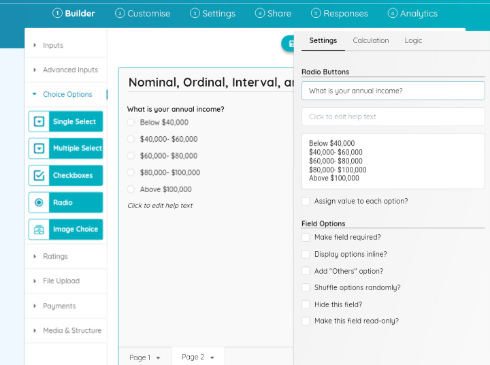 1 Builder
2 Customise
3 Settings
4 Share
5 Responses
6 Analytics
Inputs
Advanced Inputs
Choice Options
Single Select
Multiple Select
Checkboxes
Radio
Image Choice
Ratings
File Upload
Payments
Media & Structure
Nominal, Ordinal, Interval, a
What is your annual income?
Below $40,000
$40,000- $60,000
$60,000- $80,000
$80,000- $100,000
Above $100,000
Click to edit help text
Page 1
Page 2
Settings
Calculation
Logic
Radio Buttons
What is your annual income?
Click to edit help text
Below $40,000
$40,000- $60,000
$60,000- $80,000
$80,000- $100,000
Above $100,000
Assign value to each option?
Field Options
Make field required?
Display options inline?
Add "Others" option?
Shuffle options randomly?
Hide this field?
Make this field read-only?